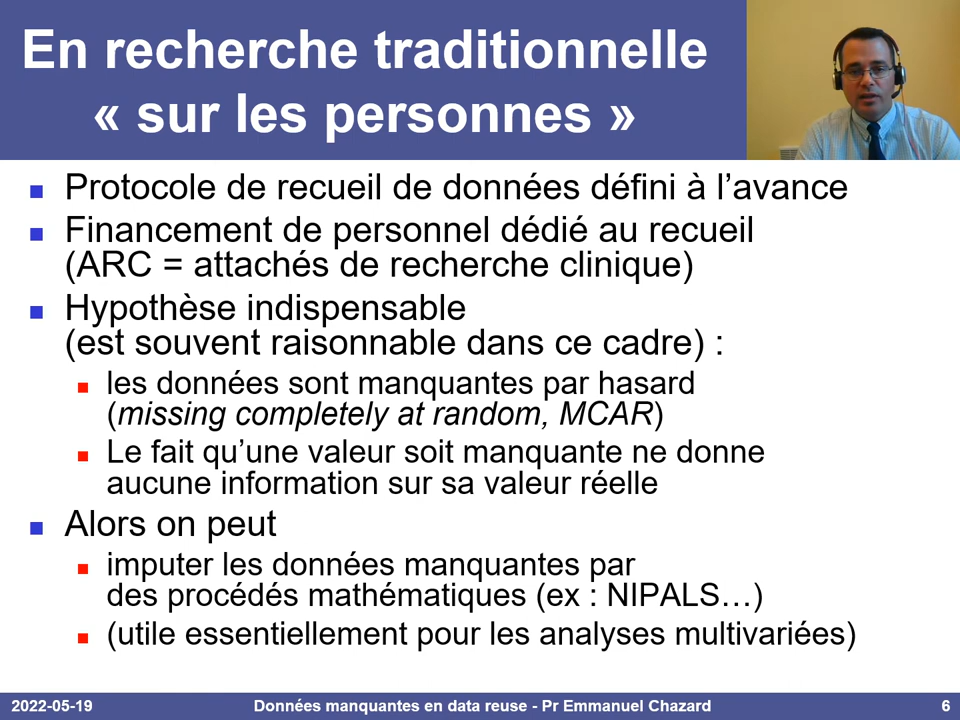 En recherche traditionnelle
« sur les personnes »
Protocole de recueil de données défini à l’avance
Financement de personnel dédié au recueil
(ARC = attachés de recherche clinique)
Hypothèse indispensable
(est souvent raisonnable dans ce cadre) :
les données sont manquantes par hasard
(missing completely at random, MCAR)
Le fait qu’une valeur soit manquante ne donne
aucune information sur sa valeur réelle
Alors on peut
imputer les données manquantes par
des procédés mathématiques (ex : NIPALS…)
(utile essentiellement pour les analyses multivariées)
2022-05-19 Données manquantes en data reuse - Pr Emmanuel Chazard 6